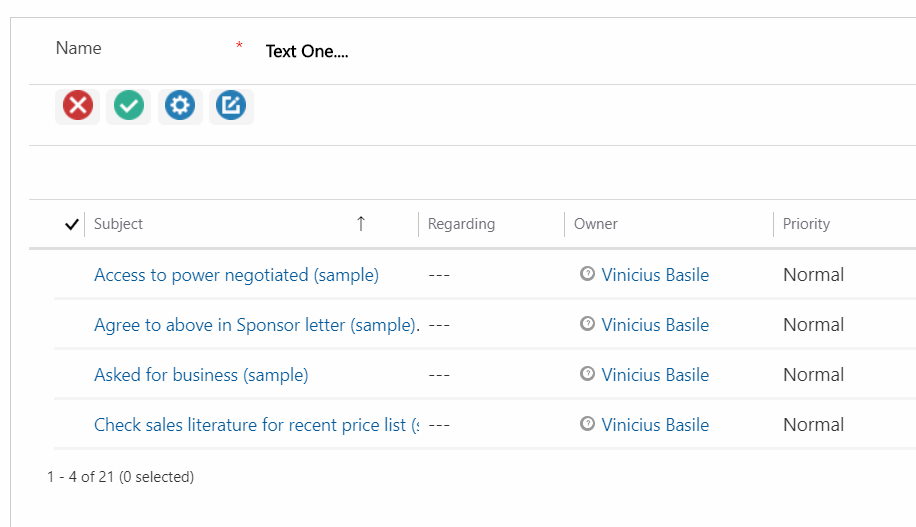 Name * Text One....
Subject ↑ Regarding Owner Priority
Access to power negotiated (sample) --- Vinicius Basile Normal
Agree to above in Sponsor letter (sample). --- Vinicius Basile Normal
Asked for business (sample) --- Vinicius Basile Normal
Check sales literature for recent price list (s --- Vinicius Basile Normal
1 - 4 of 21 (0 selected)